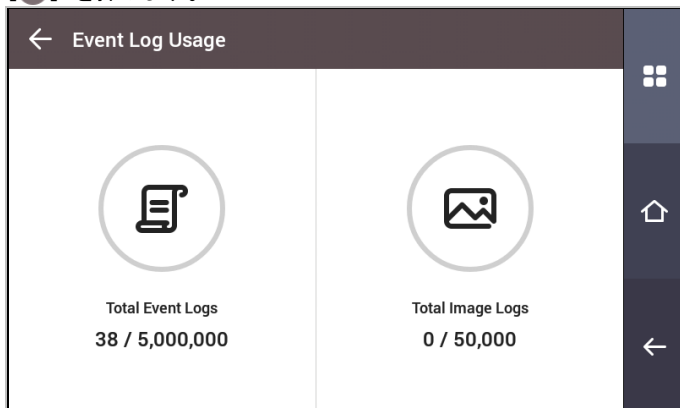 Event Log Usage
Total Event Logs
38 / 5,000,000
Total Image Logs
0 / 50,000